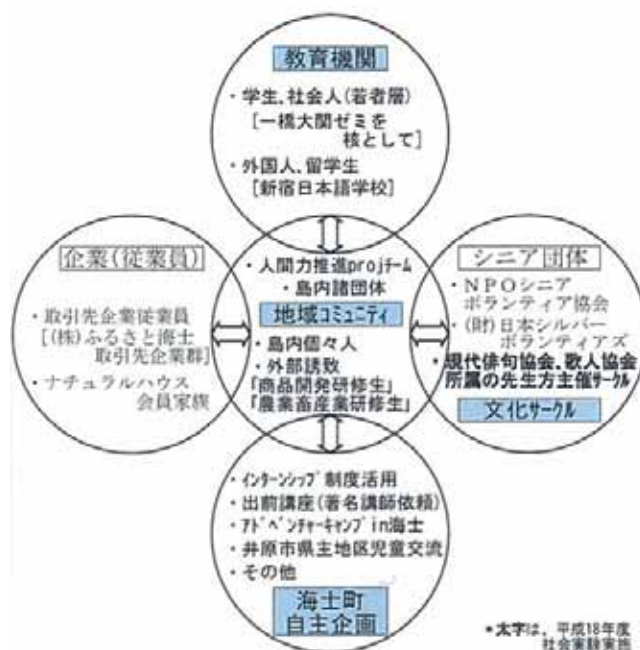 教育機関
・学生、社会人(若者層)
[一橋大関ゼミを
核として]
・外国人、留学生
[新宿日本語学校]
企業(従業員)
・取引先企業従業員
[(株)ふるさと海士
取引先企業群]
・ナチュラルハウス
会員家族
・人間力推進projチーム
・島内諸団体
地域コミュニティ
・島内個々人
・外部誘致
「商品開発研修生」
「農業畜産業研修生」
シニア団体
・NPOシニア
ボランティア協会
・(財)日本シルバー
ボランティアズ
・現代俳句協会、歌人協会
所属の先生方主催サークル
文化サークル
・インターンシップ制度活用
・出前講座(著名講師依頼)
・アドベンチャーキャンプin海士
・井原市県主地区児童交流
・その他
海士町
自主企画
・太字は、平成18年度
社会実験実施